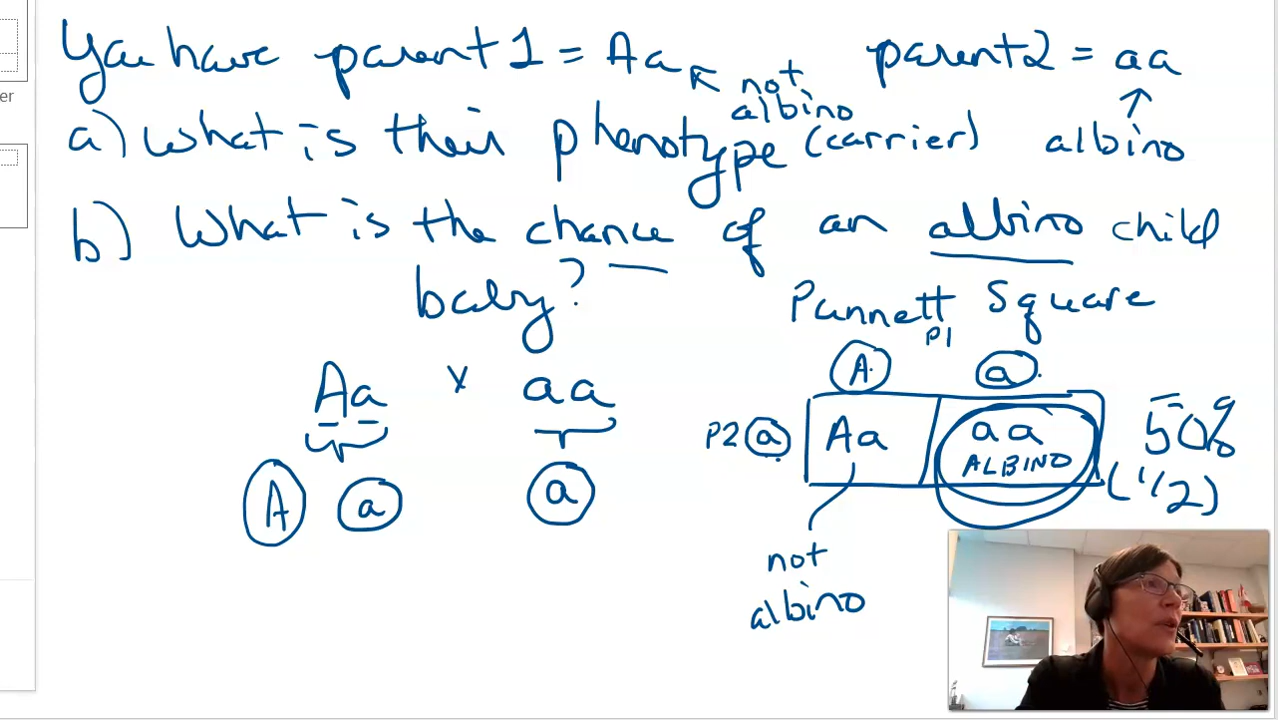 er
You have parent 1 = Aa parent 2 = aa
not
albino
a) what is their phenotype (carrier) albino
b) What is the chance of an albino child
baby?
Punnett Square
P1
A a
Aa x aa
P2 a Aa aa 50%
ALBINO
A a a (1/2)
not
albino